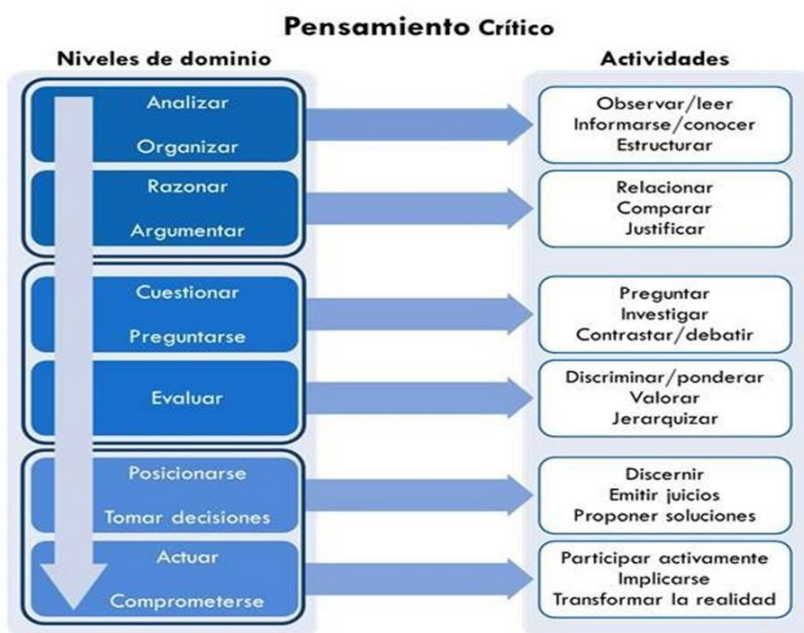 Pensamiento Crítico
Niveles de dominio
Actividades
Analizar
Organizar
Observar/leer
Informarse/conocer
Estructurar
Razonar
Argumentar
Relacionar
Comparar
Justificar
Cuestionar
Preguntarse
Preguntar
Investigar
Contrastar/debatir
Evaluar
Discriminar/ponderar
Valorar
Jerarquizar
Posicionarse
Tomar decisiones
Discernir
Emitir juicios
Proponer soluciones
Actuar
Comprometerse
Participar activamente
Implicarse
Transformar la realidad